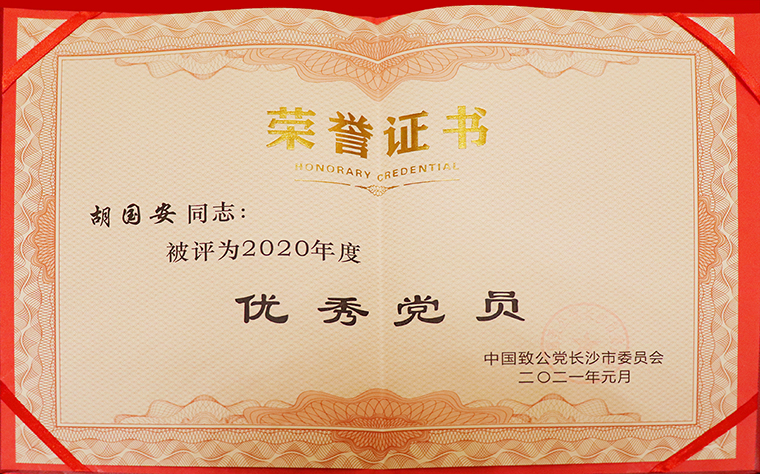 荣誉证书
HONORARY CREDENTIAL
胡国安同志：
被评为2020年度
优秀党员
中国致公党长沙市委员会
二〇二一年元月